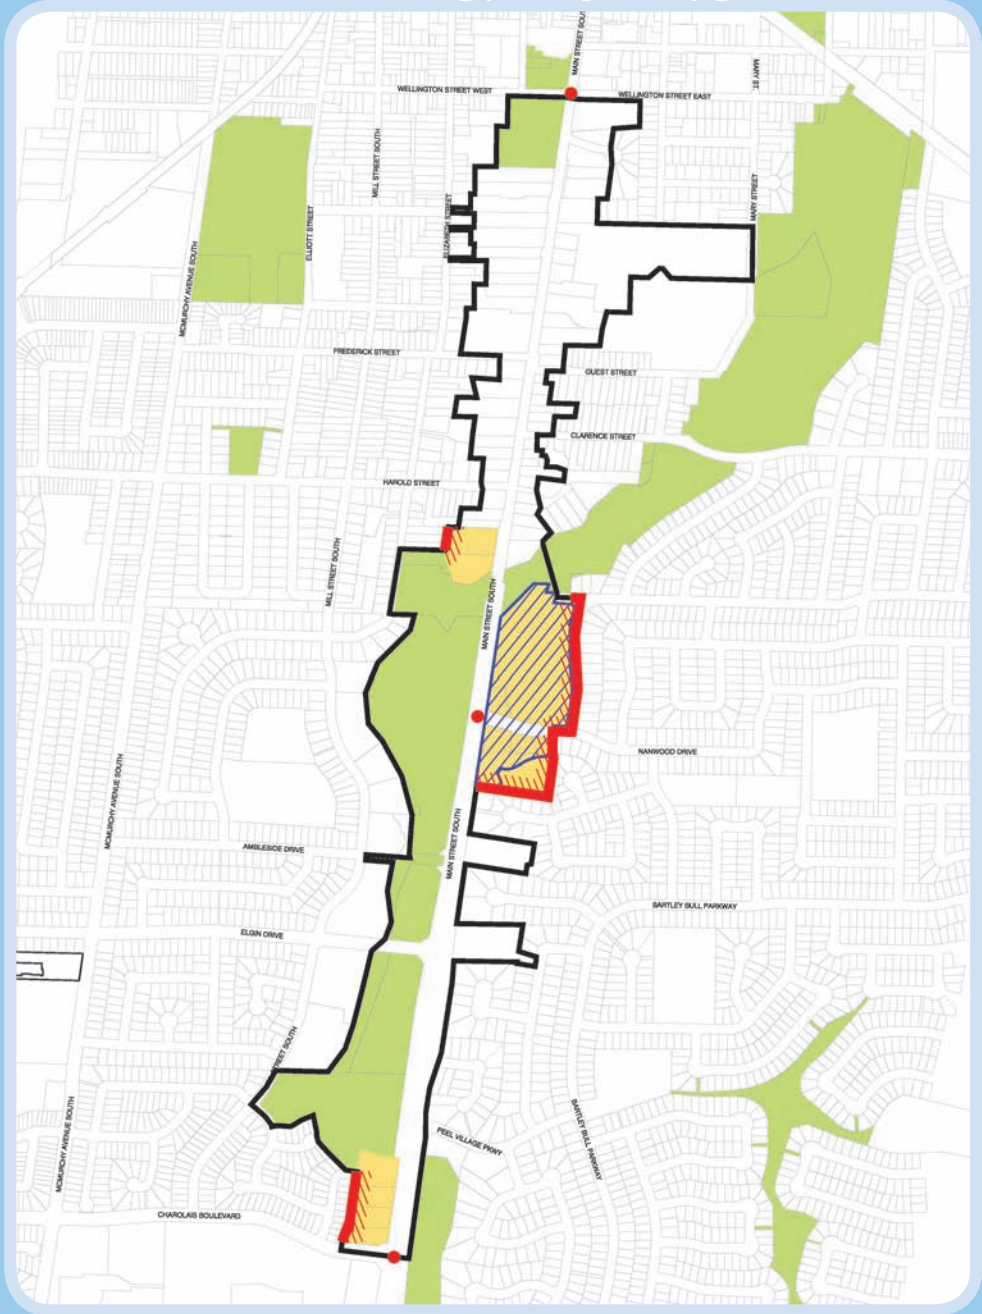 MAIN STREET SOU
WELLINGTON STREET WEST
WELLINGTON STREET EAST
MARY ST.
MILL STREET SOUTH
MARY STREET
ELIZABETH STREET
ELLIOTT STREET
MCMURCHY AVENUE SOUTH
FREDERICK STREET
GUEST STREET
CLARENCE STREET
HAROLD STREET
MILL STREET SOUTH
MAIN STREET SOUTH
NANWOOD DRIVE
MCMURCHY AVENUE SOUTH
MAIN STREET SOUTH
AMBLESIDE DRIVE
BARTLEY BULL PARKWAY
ELGIN DRIVE
TREET SOUTH
MCMURCHY AVENUE SOUTH
PEEL VILLAGE PKWY
BARTLEY BULL PARKWAY
CHAROLAIS BOULEVARD